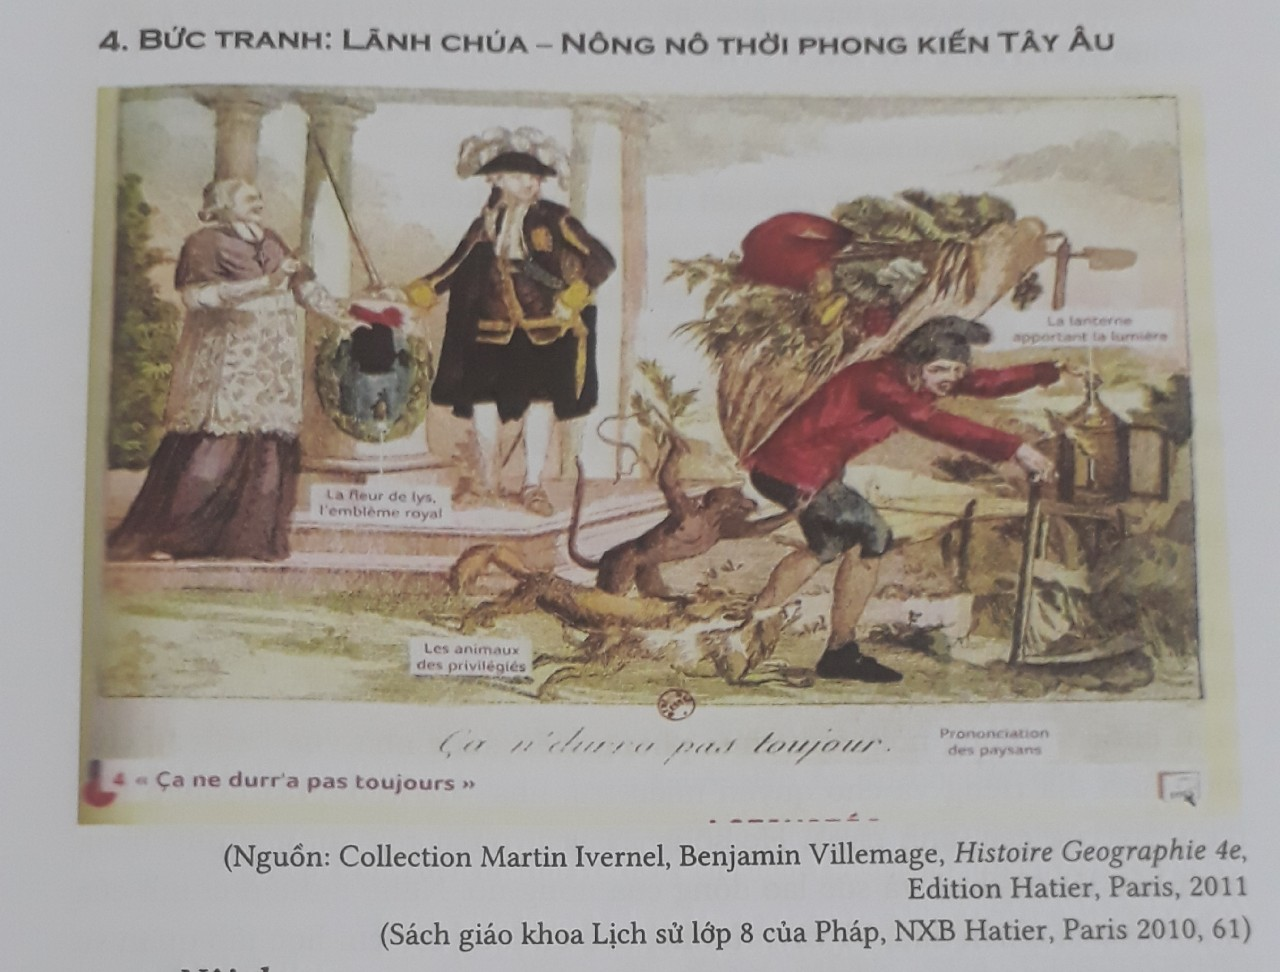 4. BỨC TRANH: LÃNH CHÚA – NÔNG NÔ THỜI PHONG KIẾN TÂY ÂU
La lanterne
apportant la lumière
La fleur de lys,
l'emblème royal
Les animaux
des privilégiés
Ça n'durra pas toujour.
Prononciation
des paysans
4 « Ça ne durr'a pas toujours »
(Nguồn: Collection Martin Ivernel, Benjamin Villemage, Histoire Geographie 4e,
Edition Hatier, Paris, 2011
(Sách giáo khoa Lịch sử lớp 8 của Pháp, NXB Hatier, Paris 2010, 61)